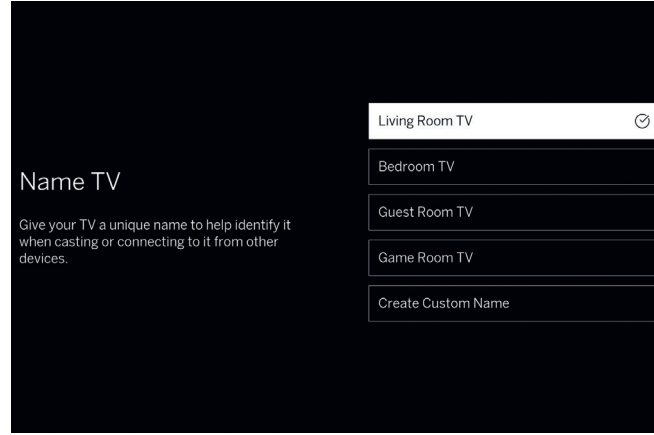 Name TV
Give your TV a unique name to help identify it
when casting or connecting to it from other
devices.
Living Room TV
Bedroom TV
Guest Room TV
Game Room TV
Create Custom Name